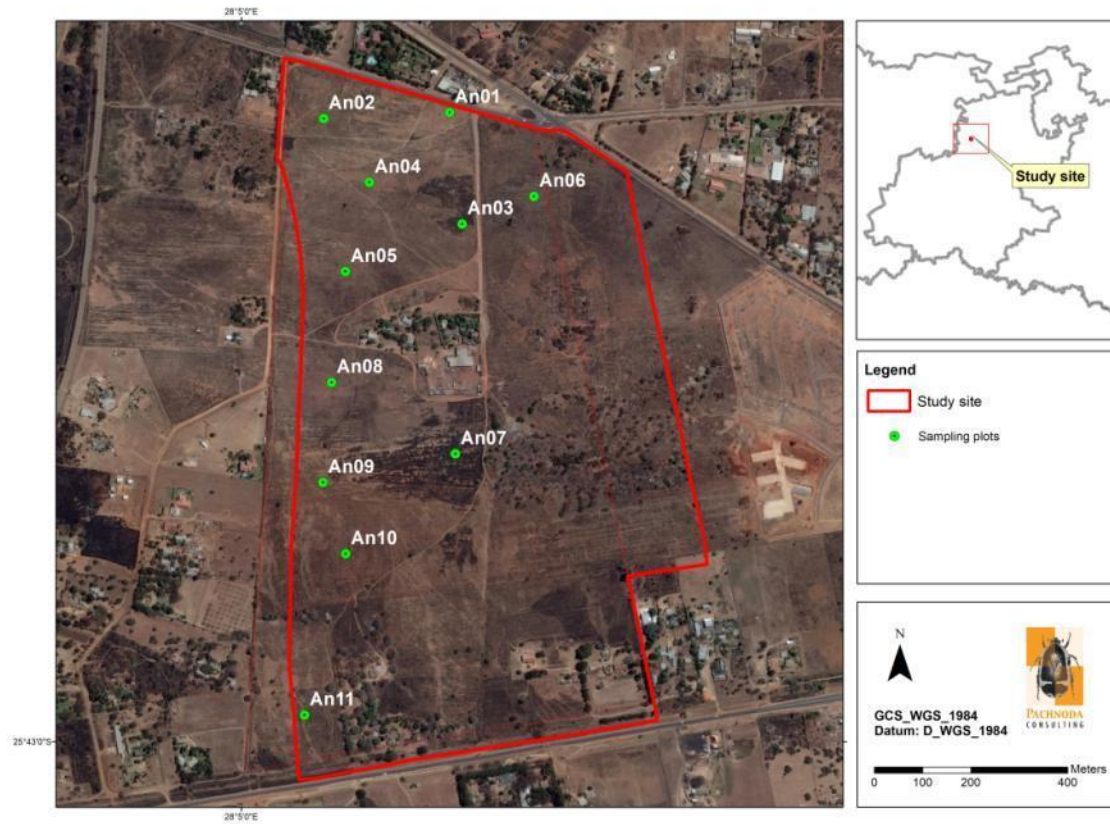 28°5'0"E
An01
An02
An04
An06
An03
An05
An08
An07
An09
An10
An11
25°43'0"S
28°5'0"E
Study site
Legend
Study site
Sampling plots
N
GCS_WGS_1984
Datum: D_WGS_1984
PACHNODA
CONSULTING
Meters
0 100 200 400